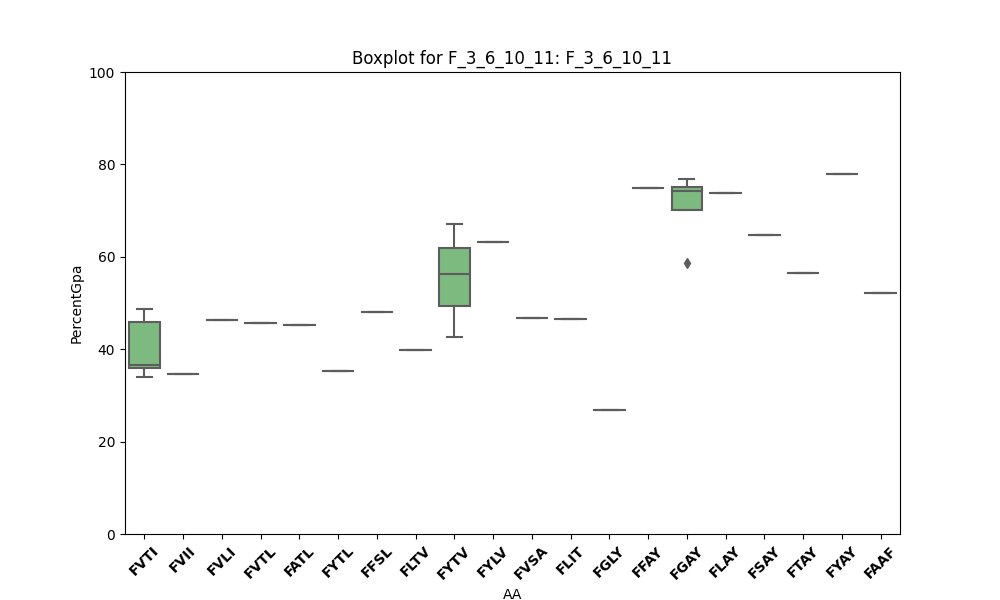 Boxplot for F_3_6_10_11: F_3_6_10_11
100
80
60
40
20
0
PercentGpa
FVTI FVII FVLI FVTL FATL FYTL FFSL FLTV FYTV FYLV FVSA FLIT FGLY FFAY FGAY FLAY FSAY FTAY FYAY FAAF
AA